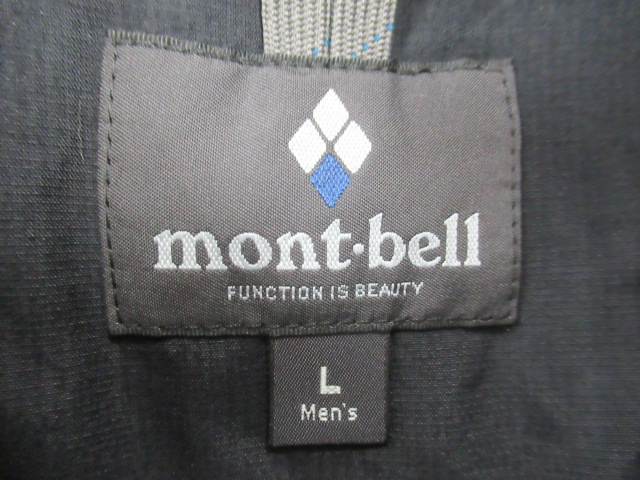 mont·bell
FUNCTION IS BEAUTY
L
Men's